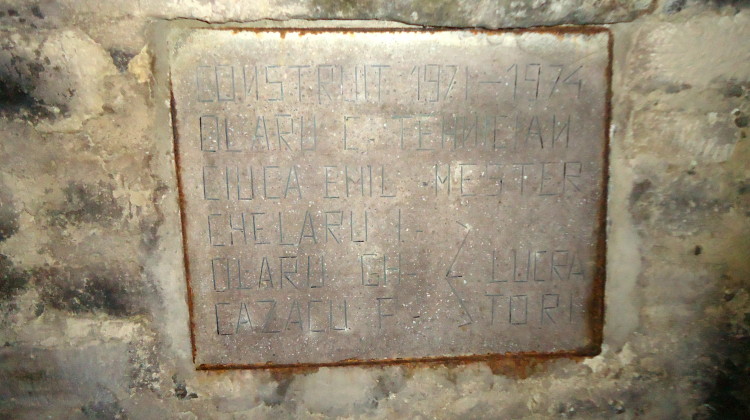 CONSTRUIT 1971-1974
OLARU C. TEHNICIAN
CIUCA EMIL - MESTER
CHELARU I.
OLARU GH- LUCRA
CAZACU F. TORI